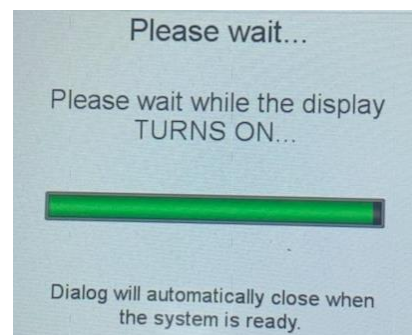 Please wait...
Please wait while the display
TURNS ON...
Dialog will automatically close when
the system is ready.